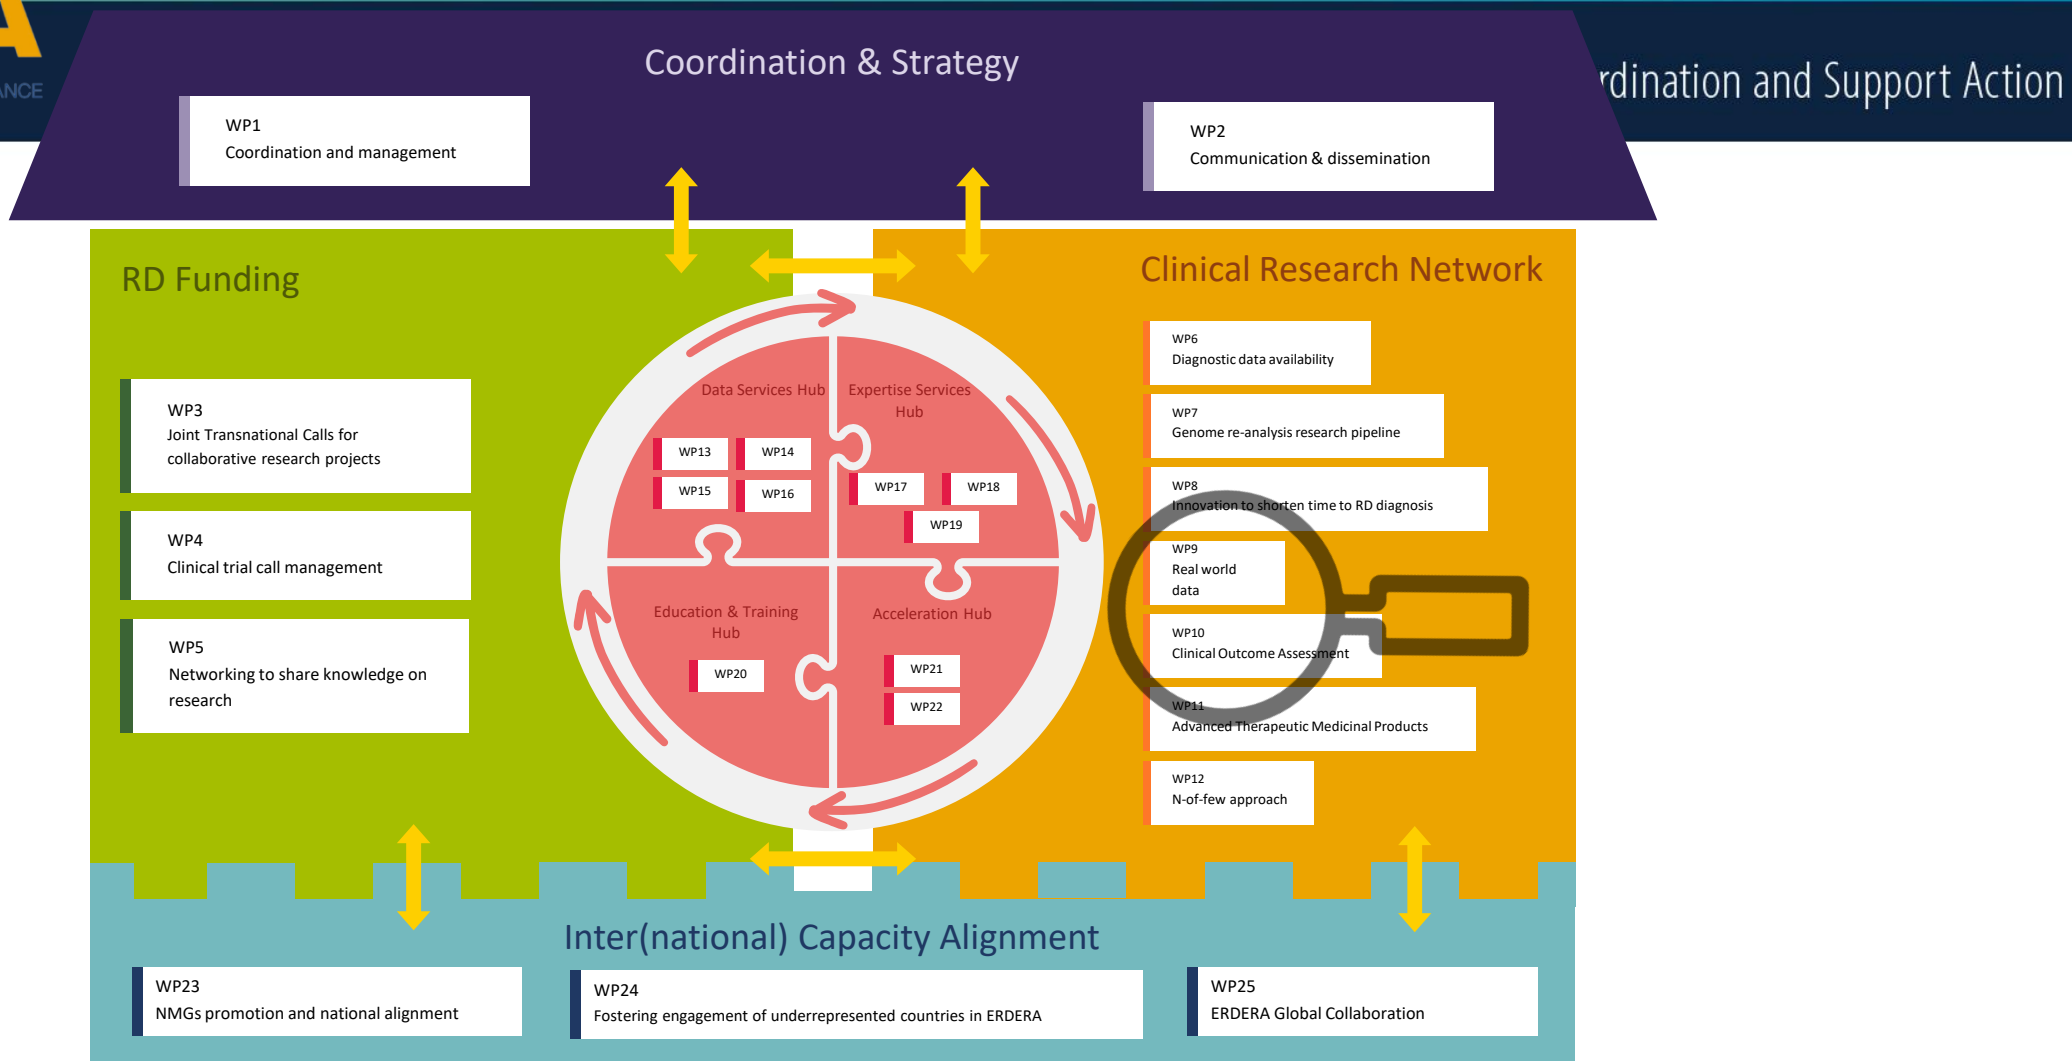 A
Coordination & Strategy
rdination and Support Action
ANCE
WP1
Coordination and management
WP2
Communication & dissemination
RD Funding
WP3
Joint Transnational Calls for
collaborative research projects
WP4
Clinical trial call management
WP5
Networking to share knowledge on
research
Data Services Hub
WP13
WP14
WP15
WP16
Expertise Services
Hub
WP17
WP18
WP19
Education & Training
Hub
WP20
Acceleration Hub
WP21
WP22
Clinical Research Network
WP6
Diagnostic data availability
WP7
Genome re-analysis research pipeline
WP8
Innovation to shorten time to RD diagnosis
WP9
Real world
data
WP10
Clinical Outcome Assessment
WP11
Advanced Therapeutic Medicinal Products
WP12
N-of-few approach
Inter(national) Capacity Alignment
WP23
NMGs promotion and national alignment
WP24
Fostering engagement of underrepresented countries in ERDERA
WP25
ERDERA Global Collaboration